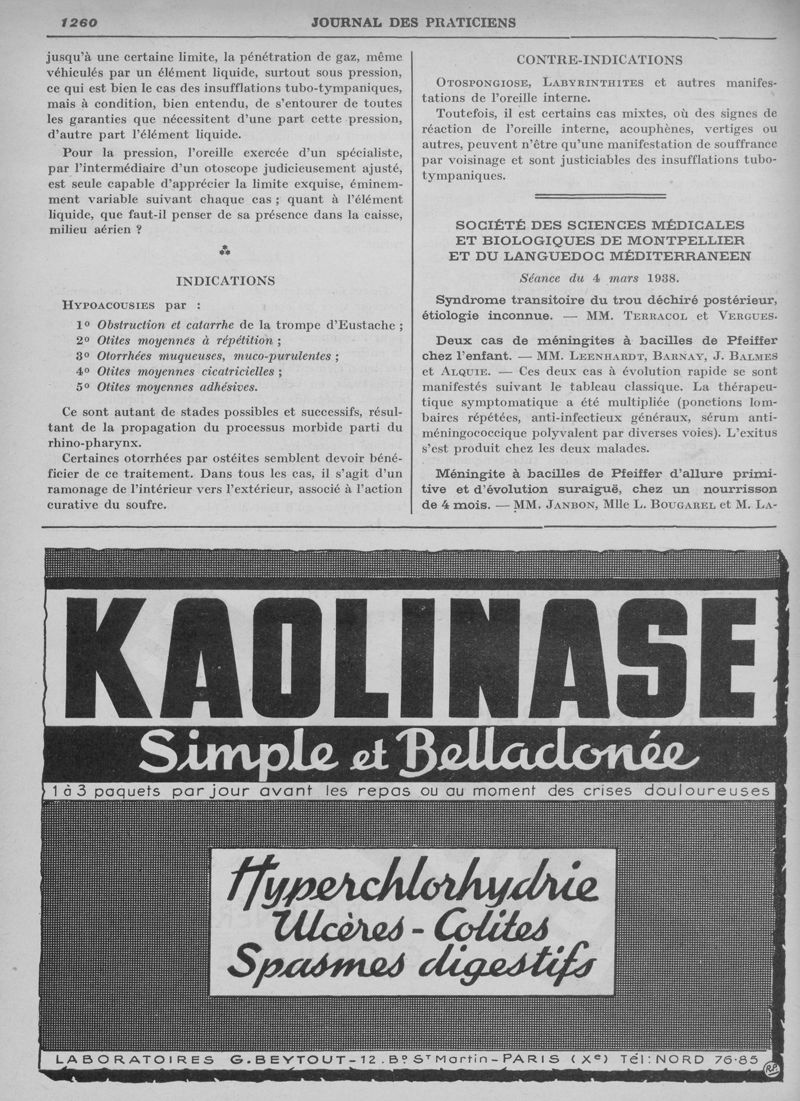 1260 JOURNAL DES PRATICIENS
jusqu'à une certaine limite, la pénétration de gaz, même
véhiculés par un élément liquide, surtout sous pression,
ce qui est bien le cas des insufflations tubo-tympaniques,
mais à condition, bien entendu, de s'entourer de toutes
les garanties que nécessitent d'une part cette pression,
d'autre part l'élément liquide.
Pour la pression, l'oreille exercée d'un spécialiste,
par l'intermédiaire d'un otoscope judicieusement ajusté,
est seule capable d'apprécier la limite exquise, éminem-
ment variable suivant chaque cas ; quant à l'élément
liquide, que faut-il penser de sa présence dans la caisse,
milieu aérien ?
⁂
INDICATIONS
HYPOACOUSIES par :
1º Obstruction et catarrhe de la trompe d'Eustache ;
2º Otites moyennes à répétition ;
3º Otorrhées muqueuses, muco-purulentes ;
4º Otites moyennes cicatricielles ;
5º Otites moyennes adhésives.
Ce sont autant de stades possibles et successifs, résul-
tant de la propagation du processus morbide parti du
rhino-pharynx.
Certaines otorrhées par ostéites semblent devoir béné-
ficier de ce traitement. Dans tous les cas, il s'agit d'un
ramonage de l'intérieur vers l'extérieur, associé à l'action
curative du soufre.
CONTRE-INDICATIONS
OTOSPONGIOSE, LABYRINTHITES et autres manifes-
tations de l'oreille interne.
Toutefois, il est certains cas mixtes, où des signes de
réaction de l'oreille interne, acouphènes, vertiges ou
autres, peuvent n'être qu'une manifestation de souffrance
par voisinage et sont justiciables des insufflations tubo-
tympaniques.
SOCIÉTÉ DES SCIENCES MÉDICALES
ET BIOLOGIQUES DE MONTPELLIER
ET DU LANGUEDOC MÉDITERRANEEN
Séance du 4 mars 1938.
Syndrome transitoire du trou déchiré postérieur,
étiologie inconnue. — MM. TERRACOL et VERGUES.
Deux cas de méningites à bacilles de Pfeiffer
chez l'enfant. — MM. LEENHARDT, BARNAY, J. BALMES
et ALQUIE. — Ces deux cas à évolution rapide se sont
manifestés suivant le tableau classique. La thérapeu-
tique symptomatique a été multipliée (ponctions lom-
baires répétées, anti-infectieux généraux, sérum anti-
méningococcique polyvalent par diverses voies). L'exitus
s'est produit chez les deux malades.
Méningite à bacilles de Pfeiffer d'allure primi-
tive et d'évolution suraiguë, chez un nourrisson
de 4 mois. — MM. JANBON, Mlle L. BOUGAREL et M. LA-
KAOLINASE
Simple et Belladonée
1 à 3 paquets par jour avant les repas ou au moment des crises douloureuses
Hyperchlorhydrie
Ulcères - Colites
Spasmes digestifs
LABORATOIRES G. BEYTOUT - 12. Bº ST Martin - PARIS (Xe) Tél: NORD 76-85
R.P.